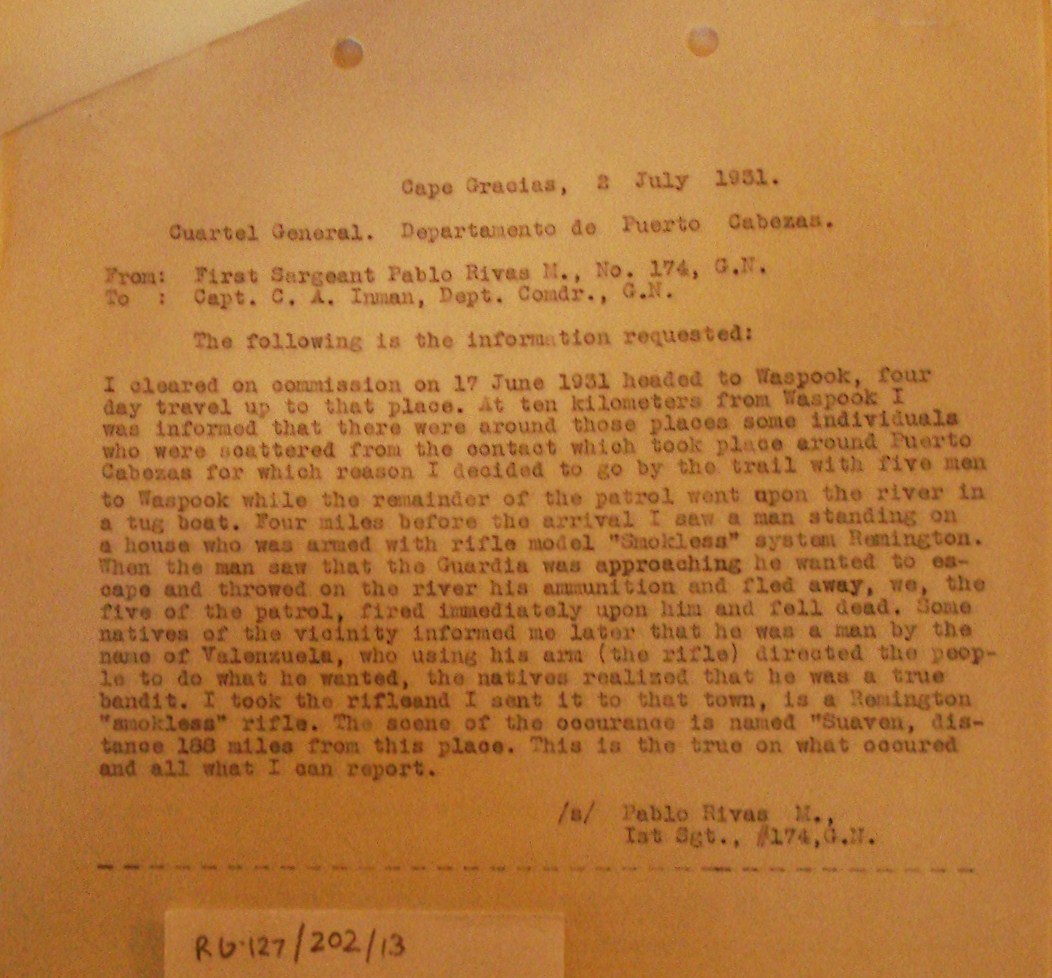 Cape Gracias, 2 July 1931.
Cuartel General. Departamento de Puerto Cabezas.
From: First Sargeant Pablo Rivas M., No. 174, G.N.
To : Capt. C. A. Inman, Dept. Comdr., G.N.
The following is the information requested:
I cleared on commission on 17 June 1931 headed to Waspook, four
day travel up to that place. At ten kilometers from Waspook I
was informed that there were around those places some individuals
who were scattered from the contact which took place around Puerto
Cabezas for which reason I decided to go by the trail with five men
to Waspook while the remainder of the patrol went upon the river in
a tug boat. Four miles before the arrival I saw a man standing on
a house who was armed with rifle model "Smokless" system Remington.
When the man saw that the Guardia was approaching he wanted to es-
cape and throwed on the river his ammunition and fled away, we, the
five of the patrol, fired immediately upon him and fell dead. Some
natives of the vicinity informed me later that he was a man by the
name of Valenzuela, who using his arm (the rifle) directed the peop-
le to do what he wanted, the natives realized that he was a true
bandit. I took the rifleand I sent it to that town, is a Remington
"smokless" rifle. The scene of the occurance is named "Suaven, dis-
tance 188 miles from this place. This is the true on what occured
and all what I can report.
/s/ Pablo Rivas M.,
Ist Sgt., #174,G.N.
RG·127/202/13